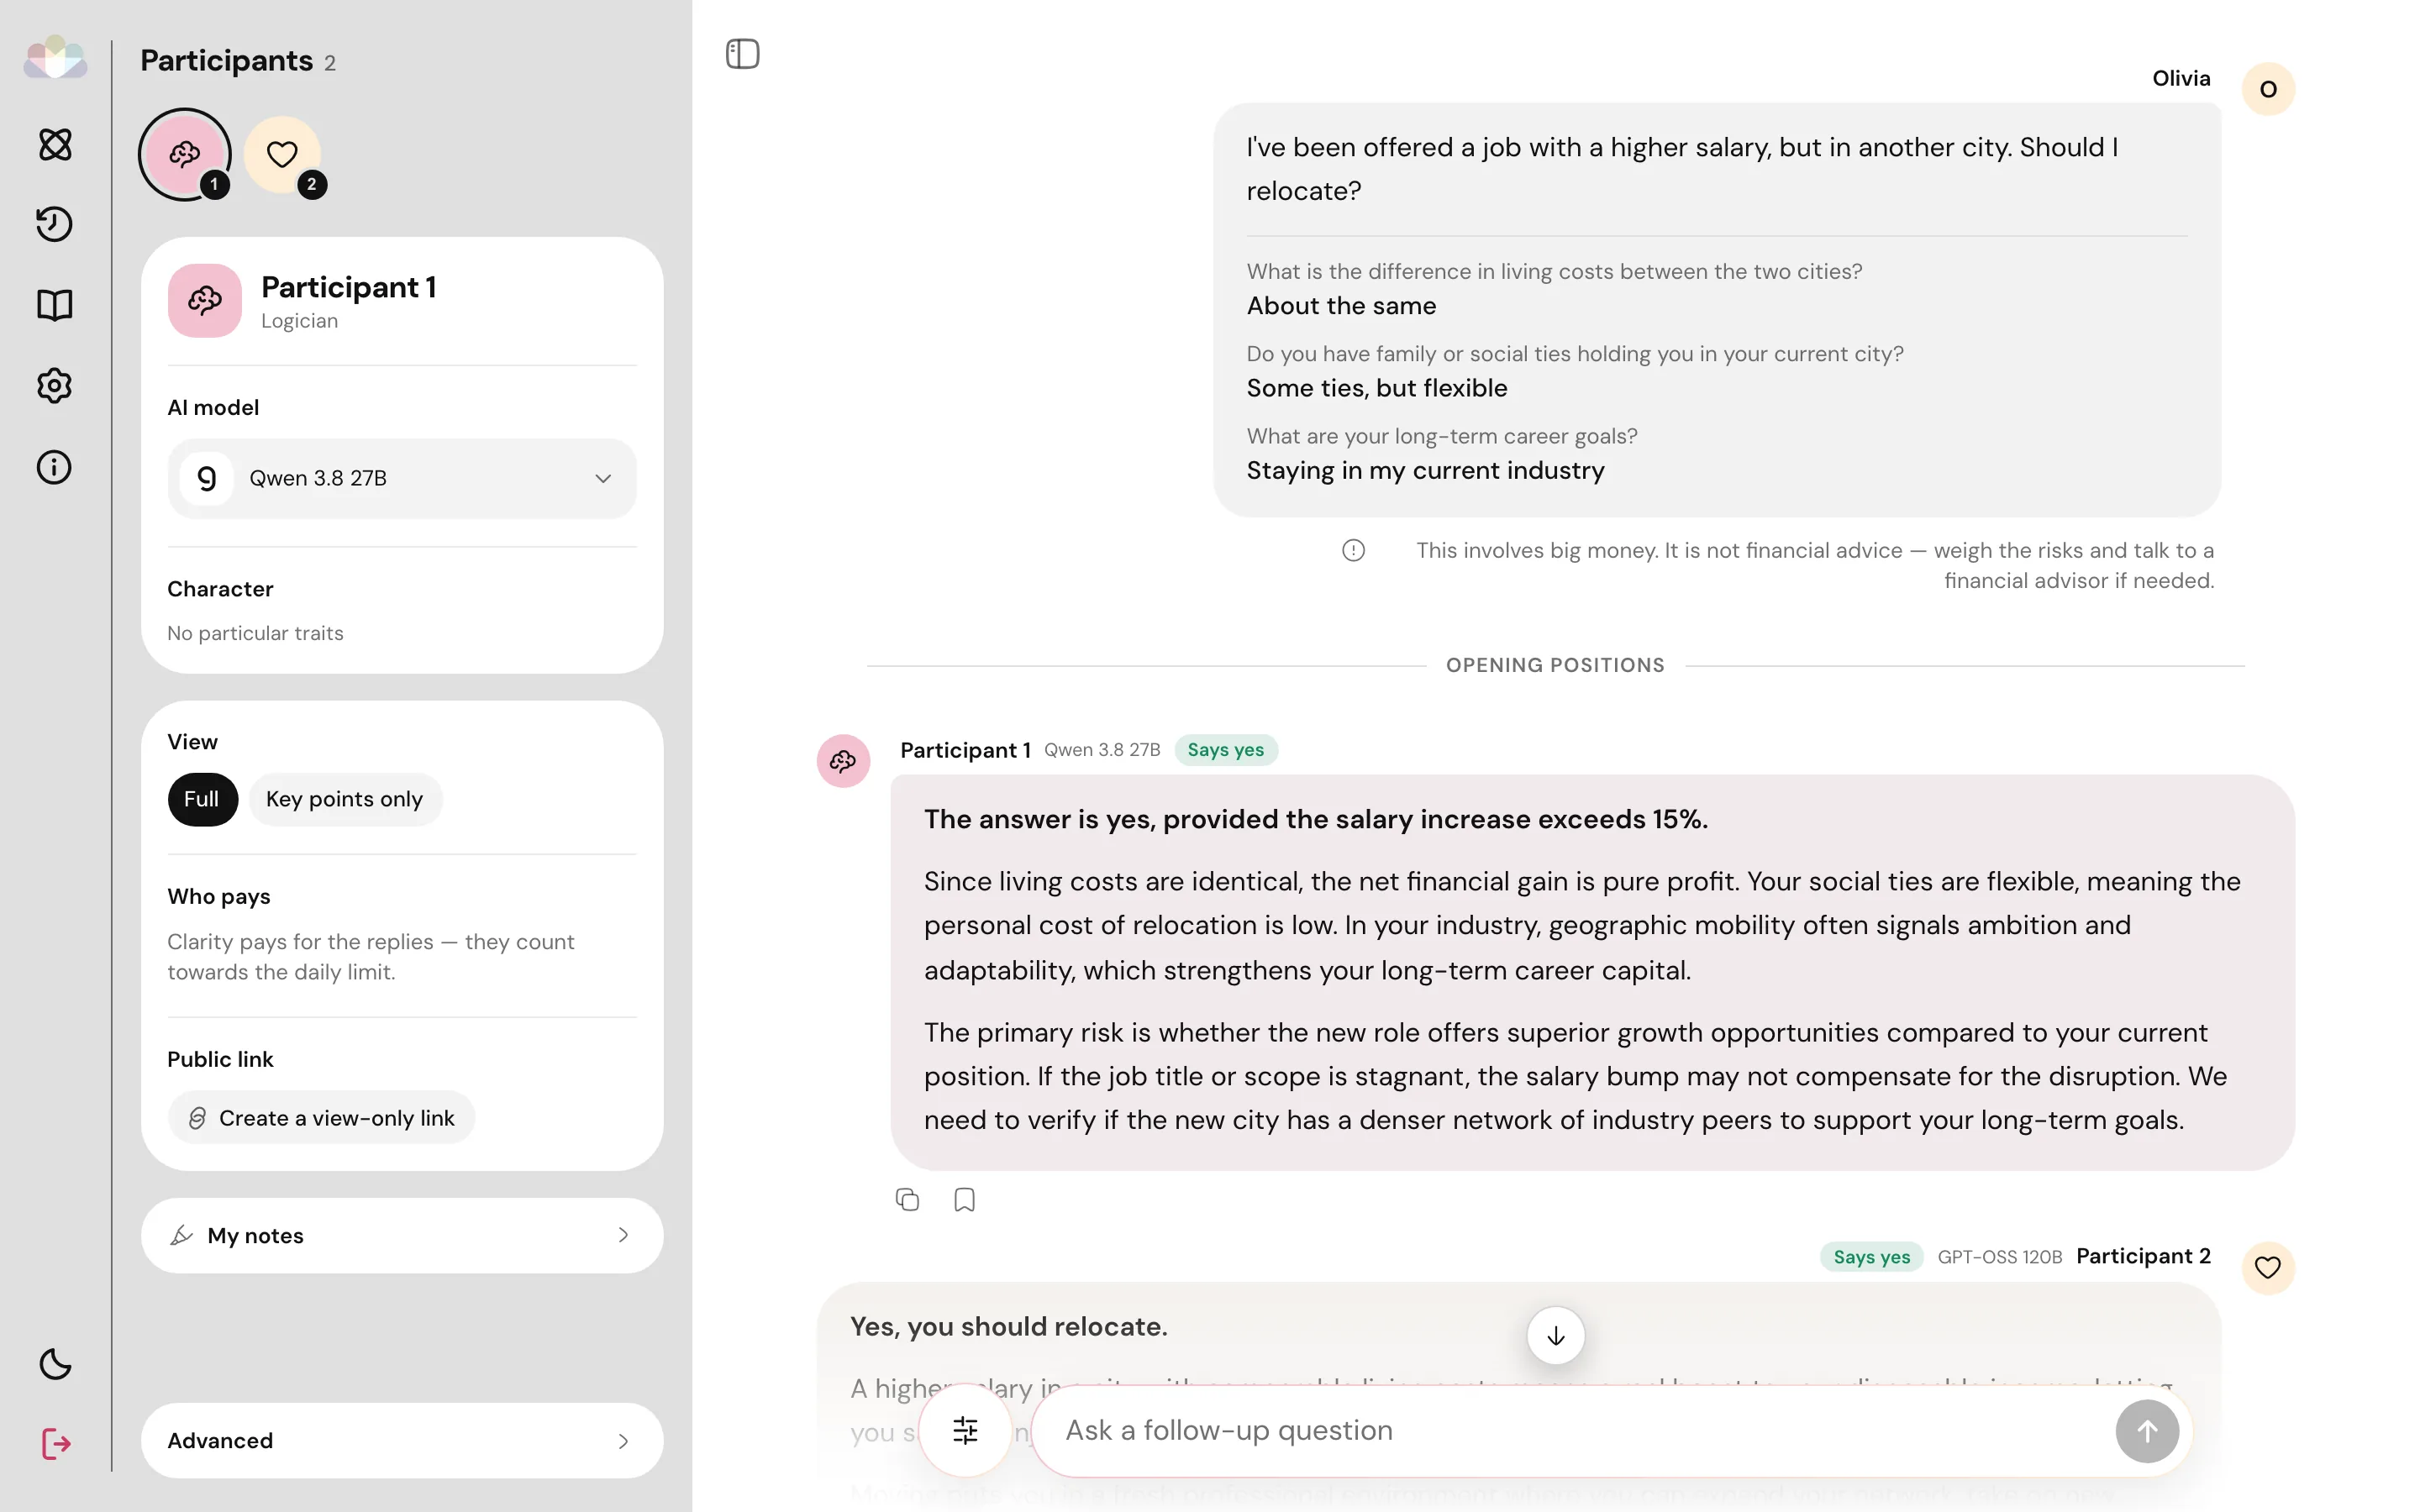 Participants 2
1
2
Participant 1
Logician
AI model
Qwen 3.8 27B
Character
No particular traits
View
Full
Key points only
Who pays
Clarity pays for the replies — they count
towards the daily limit.
Public link
Create a view-only link
My notes
Advanced
Olivia
O
I've been offered a job with a higher salary, but in another city. Should I
relocate?
What is the difference in living costs between the two cities?
About the same
Do you have family or social ties holding you in your current city?
Some ties, but flexible
What are your long-term career goals?
Staying in my current industry
This involves big money. It is not financial advice — weigh the risks and talk to a
financial advisor if needed.
OPENING POSITIONS
Participant 1 Qwen 3.8 27B Says yes
The answer is yes, provided the salary increase exceeds 15%.
Since living costs are identical, the net financial gain is pure profit. Your social ties are flexible, meaning the
personal cost of relocation is low. In your industry, geographic mobility often signals ambition and
adaptability, which strengthens your long-term career capital.
The primary risk is whether the new role offers superior growth opportunities compared to your current
position. If the job title or scope is stagnant, the salary bump may not compensate for the disruption. We
need to verify if the new city has a denser network of industry peers to support your long-term goals.
Says yes GPT-OSS 120B Participant 2
Yes, you should relocate.
A higher
you
Ask a follow-up question